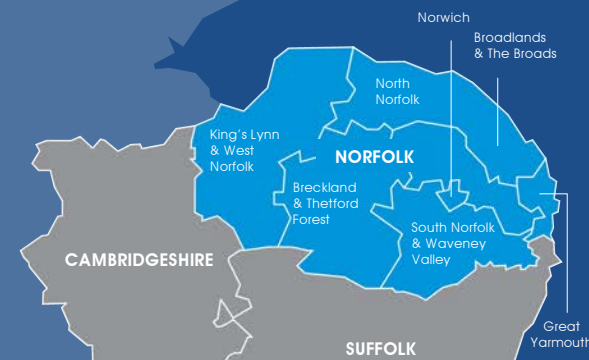 Norwich
Broadlands
& The Broads
North
Norfolk
King's Lynn
& West
Norfolk
NORFOLK
Breckland
& Thetford
Forest
South Norfolk
& Waveney
Valley
CAMBRIDGESHIRE
Great
Yarmouth
SUFFOLK